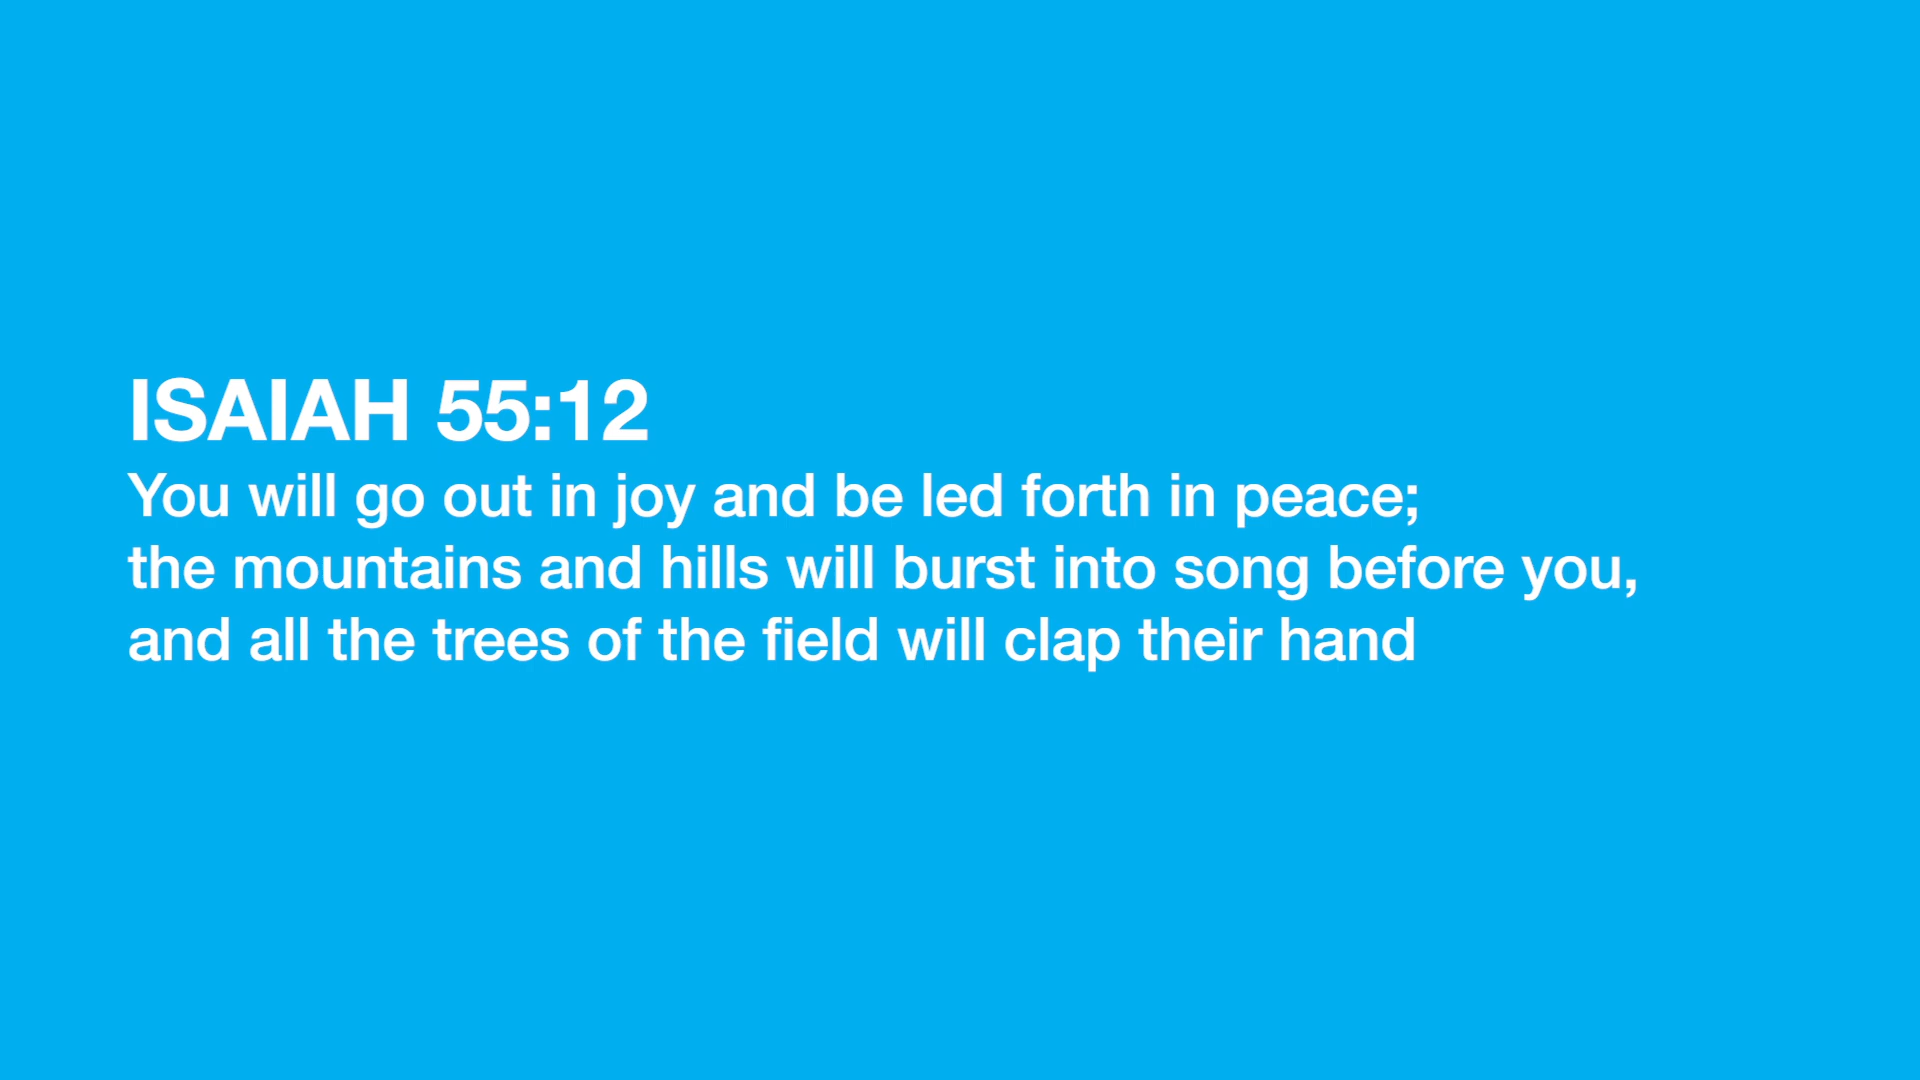 ISAIAH 55:12
You will go out in joy and be led forth in peace;
the mountains and hills will burst into song before you,
and all the trees of the field will clap their hand